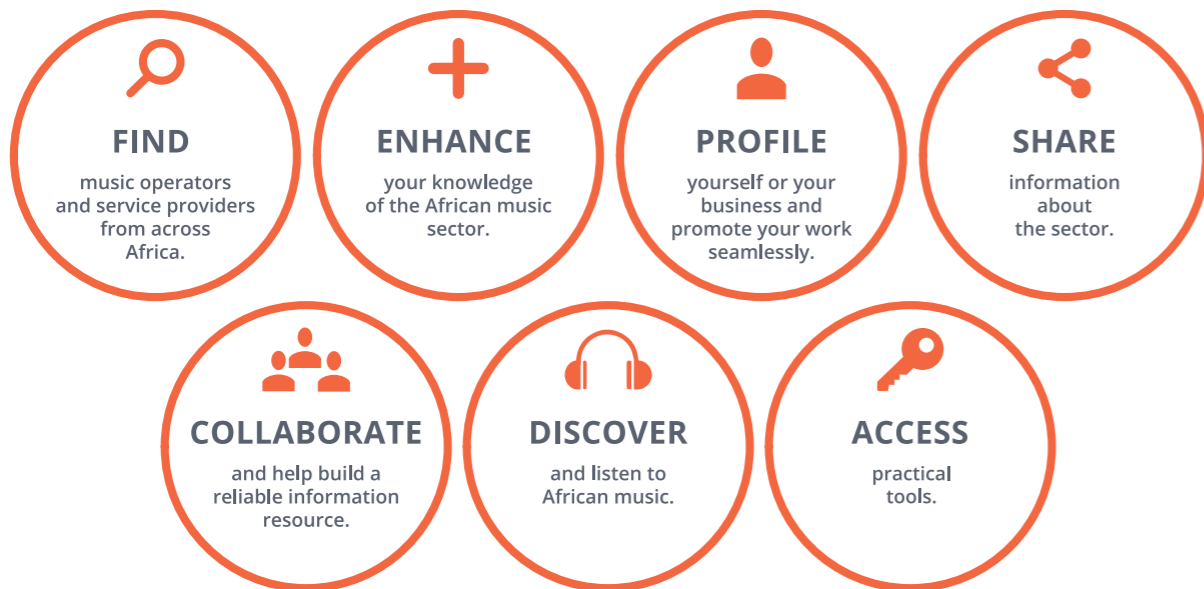 FIND
music operators
and service providers
from across
Africa.
ENHANCE
your knowledge
of the African music
sector.
PROFILE
yourself or your
business and
promote your work
seamlessly.
SHARE
information
about
the sector.
COLLABORATE
and help build a
reliable information
resource.
DISCOVER
and listen to
African music.
ACCESS
practical
tools.